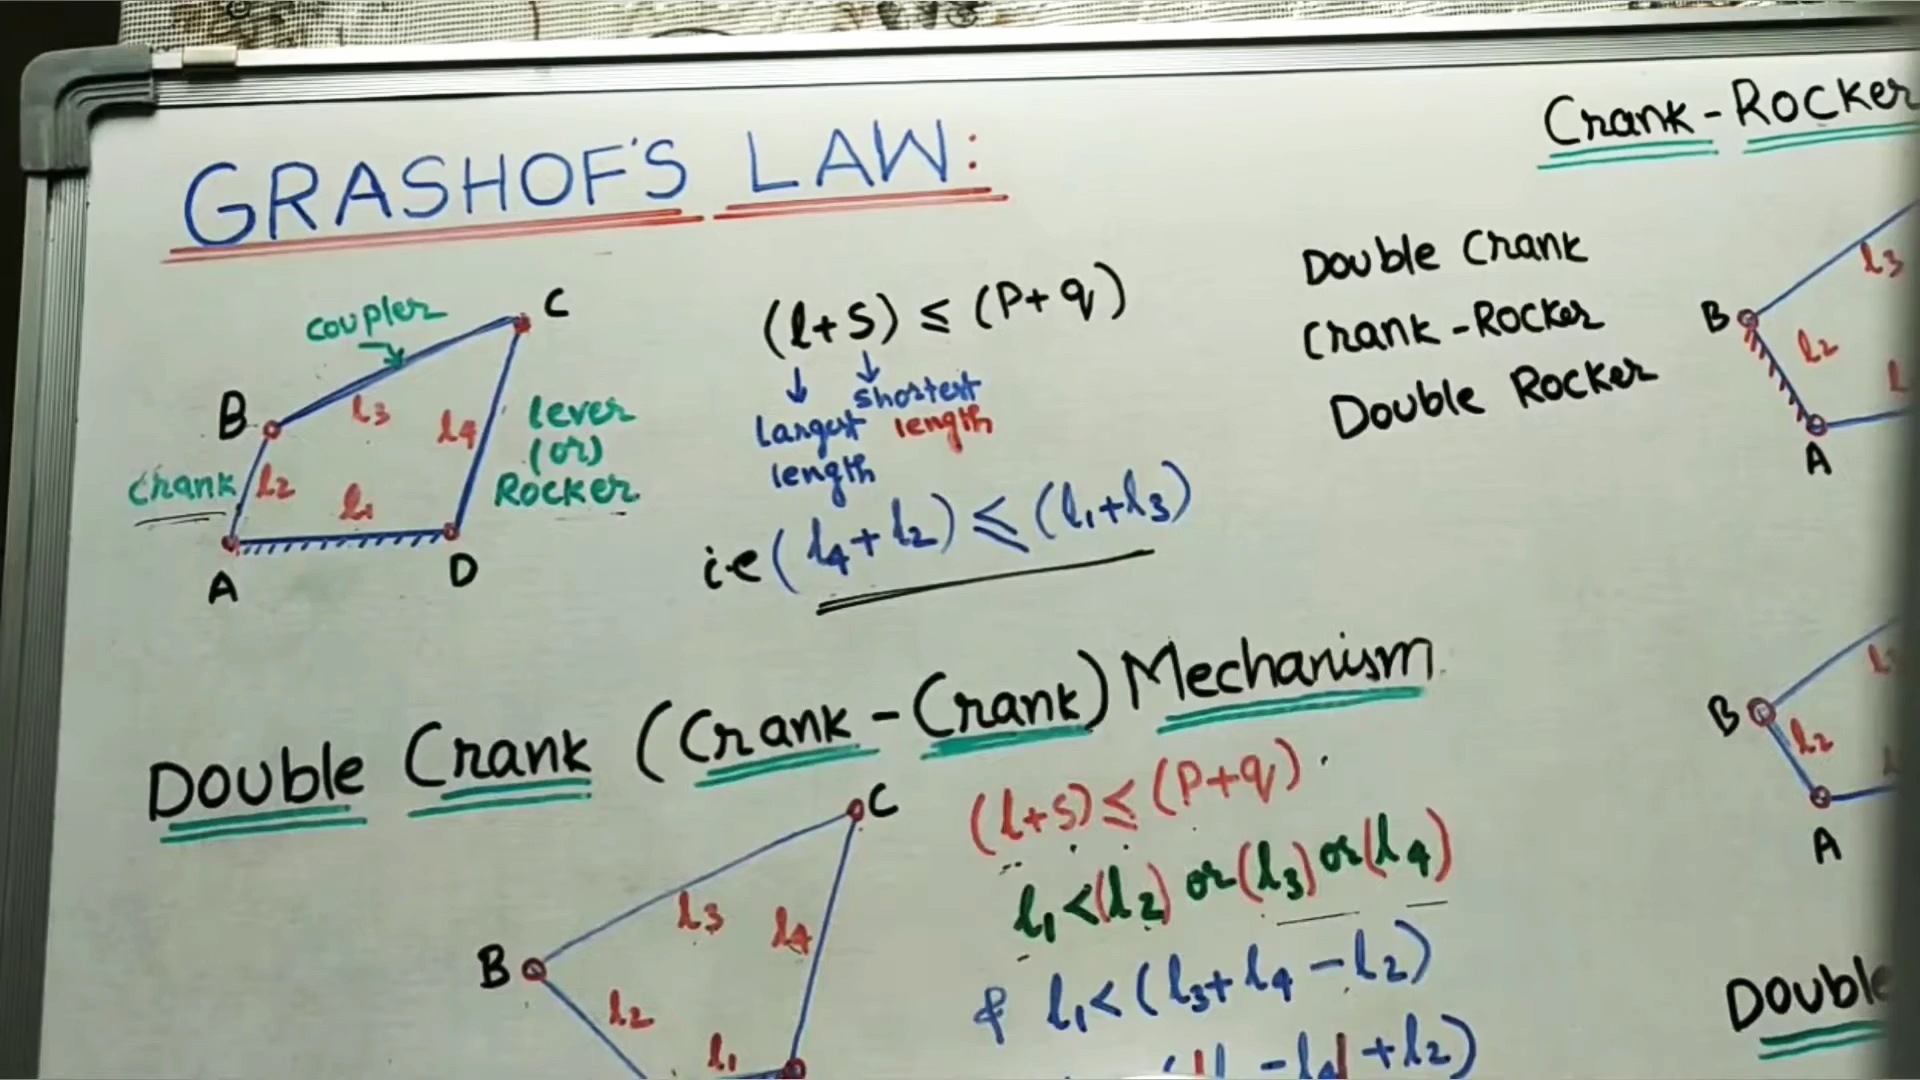 GRASHOF'S LAW:
coupler
C
B
l3
l4
lever
(or)
Rocker
Crank
l2
l1
A
D
(l+S) ≤ (P+q)
largest
length
shortest
length
i.e (l4+l2) ≤ (l1+l3)
Crank-Rocker
Double Crank
Crank-Rocker
Double Rocker
B
l3
l2
A
Double Crank (Crank-Crank) Mechanism
C
B
l3
l4
l2
l1
(l+s) ≤ (P+q).
l1 < (l2) or (l3) or (l4)
& l1 < (l3+l4-l2)
+l2)
B
l2
A
Double